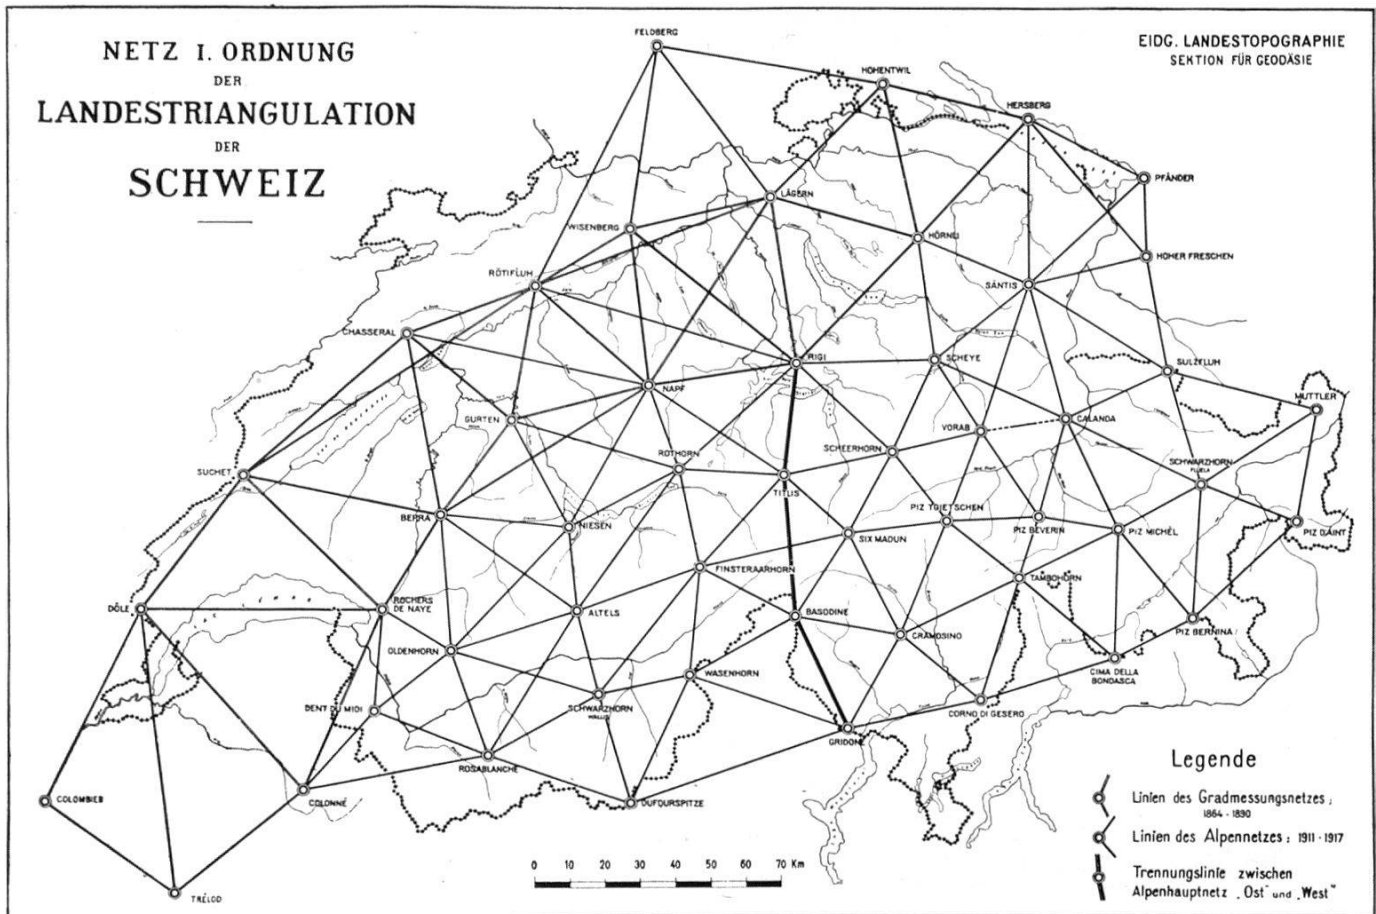 NETZ I. ORDNUNG
DER
LANDESTRIANGULATION
DER
SCHWEIZ
EIDG. LANDESTOPOGRAPHIE
SEKTION FÜR GEODÄSIE
FELDBERG
HOHENTWIL
HERSBERG
PFÄNDER
LÄGERN
WISENBERG
HÖRNLI
HOHER FRESCHEN
RÖTIFLUH
SÄNTIS
CHASSERAL
RIGI
SCHEYE
SULZFLUH
NAPF
MUTTLER
GURTEN
VORAB
CALANDA
SCHEERHORN
ROTHORN
SUCHET
SCHWARZHORN
FLÜELA
TITLIS
BERRA
NIESEN
PIZ TGIETSCHEN
PIZ BEVERIN
PIZ MICHÈL
PIZ DAINT
SIX MADUN
FINSTERAARHORN
TAMBOHORN
DÔLE
ROCHERS
DE NAYE
ALTELS
BASODINE
PIZ BERNINA
CRAMOSINO
OLDENHORN
CIMA DELLA
BONDASCA
WASENHORN
DENT DU MIDI
SCHWARZHORN
WALLIS
CORNO DI GESERO
GRIDONE
ROSABLANCHE
COLOMBIER
COLONNÉ
DUFOURSPITZE
TRÉLOD
0 10 20 30 40 50 60 70 Km
Legende
Linien des Gradmessungsnetzes;
1864 - 1890
Linien des Alpennetzes; 1911 - 1917
Trennungslinie zwischen
Alpenhauptnetz „Ost" und „West"